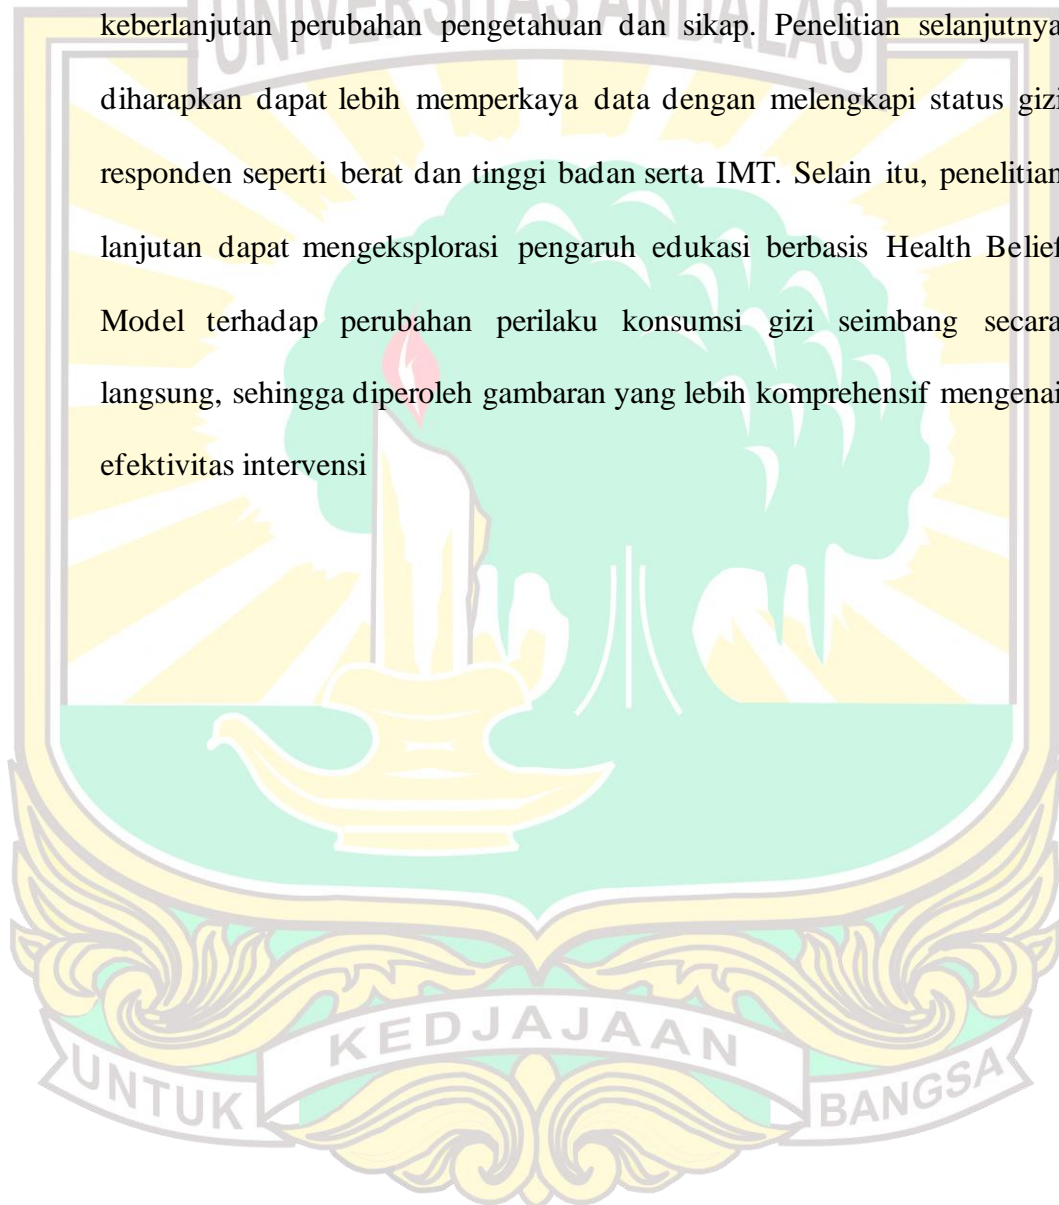 UNIVERSITAS ANDALAS
keberlanjutan perubahan pengetahuan dan sikap. Penelitian selanjutnya
diharapkan dapat lebih memperkaya data dengan melengkapi status gizi
responden seperti berat dan tinggi badan serta IMT. Selain itu, penelitian
lanjutan dapat mengeksplorasi pengaruh edukasi berbasis Health Belief
Model terhadap perubahan perilaku konsumsi gizi seimbang secara
langsung, sehingga diperoleh gambaran yang lebih komprehensif mengenai
efektivitas intervensi
UNTUK KEDJAJAAN BANGSA